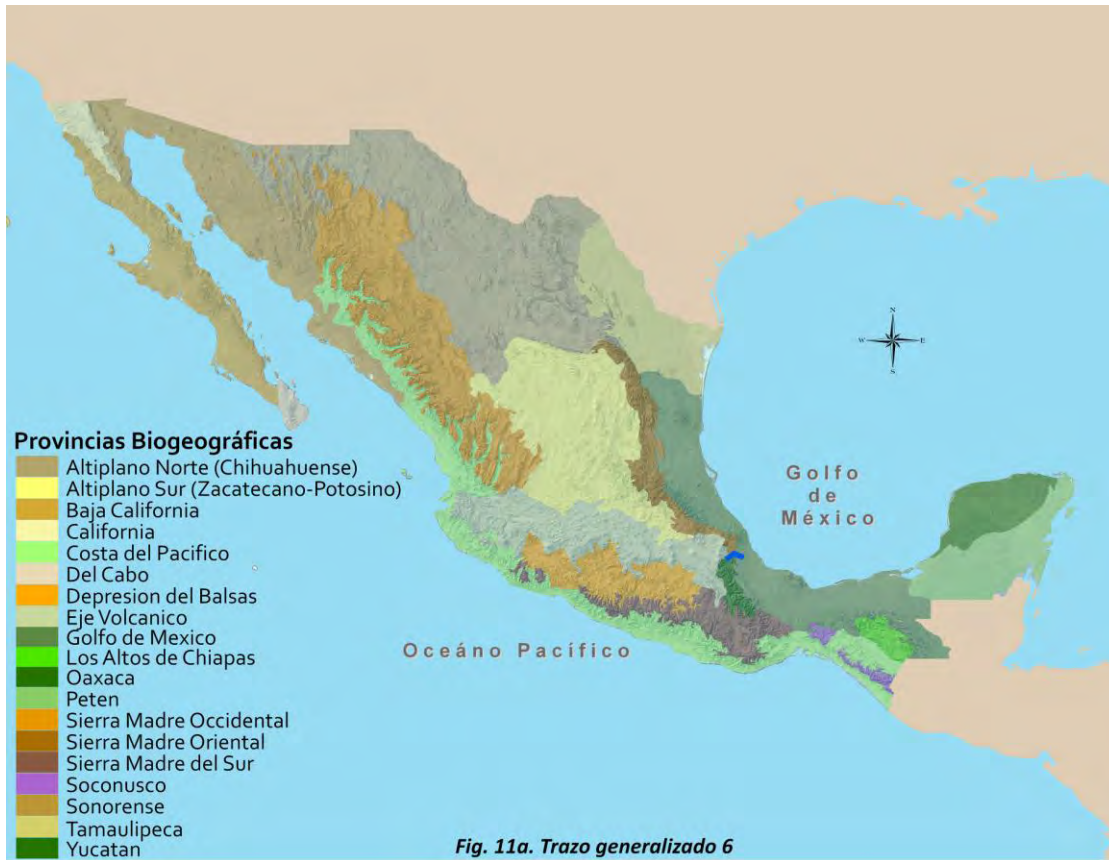 N
W E
S
Provincias Biogeográficas
Altiplano Norte (Chihuahuense)
Altiplano Sur (Zacatecano-Potosino)
Baja California
California
Costa del Pacifico
Del Cabo
Depresion del Balsas
Eje Volcanico
Golfo de Mexico
Los Altos de Chiapas
Oaxaca
Peten
Sierra Madre Occidental
Sierra Madre Oriental
Sierra Madre del Sur
Soconusco
Sonorense
Tamaulipeca
Yucatan
Golfo
de
México
Oceáno Pacífico
Fig. 11a. Trazo generalizado 6